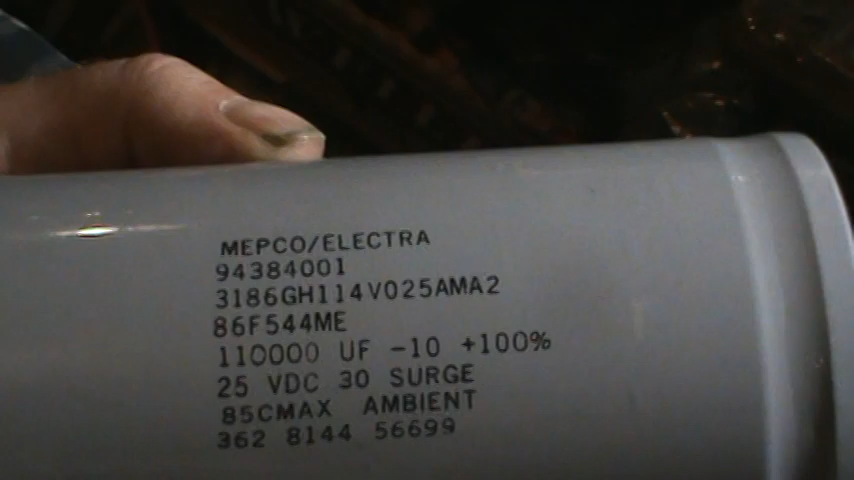 MEPCO/ELECTRA
94384001
3186GH114V025AMA2
86F544ME
110000 UF -10 +100%
25 VDC 30 SURGE
85CMAX AMBIENT
362 8144 56699